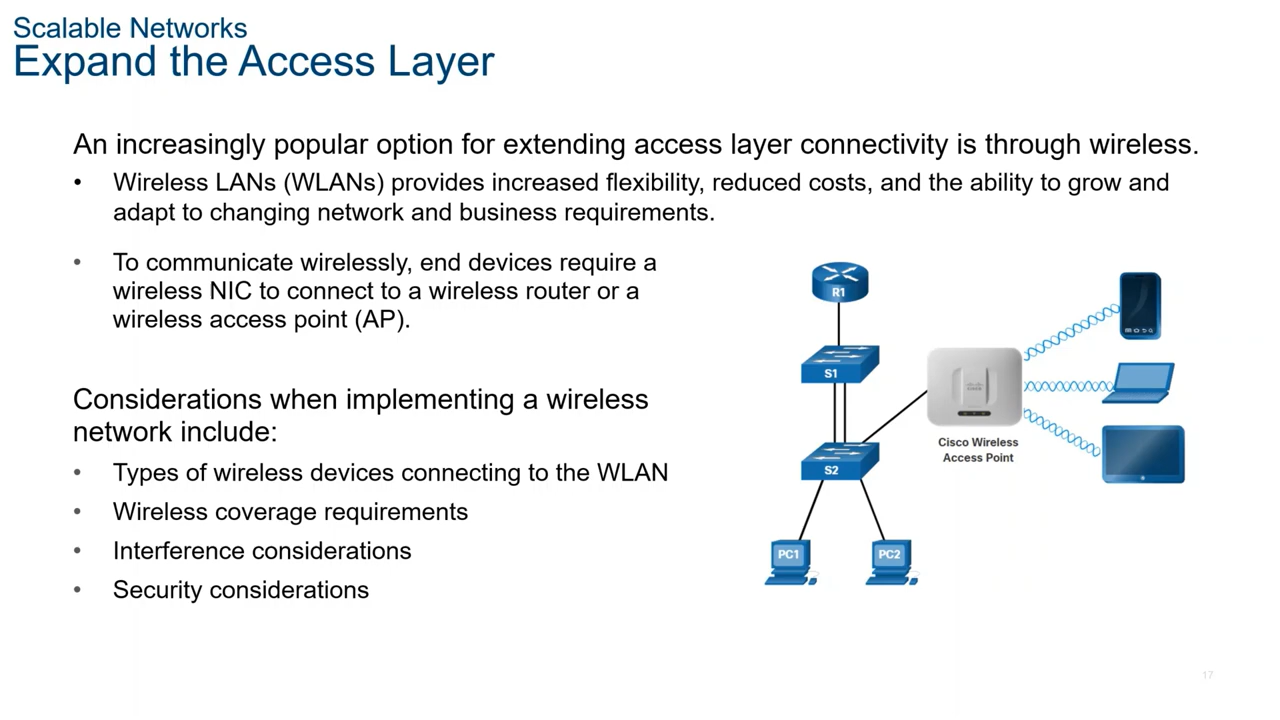 Scalable Networks
Expand the Access Layer
An increasingly popular option for extending access layer connectivity is through wireless.
• Wireless LANs (WLANs) provides increased flexibility, reduced costs, and the ability to grow and
adapt to changing network and business requirements.
• To communicate wirelessly, end devices require a
wireless NIC to connect to a wireless router or a
wireless access point (AP).
Considerations when implementing a wireless
network include:
• Types of wireless devices connecting to the WLAN
• Wireless coverage requirements
• Interference considerations
• Security considerations
R1
S1
S2
PC1
PC2
Cisco Wireless
Access Point
17